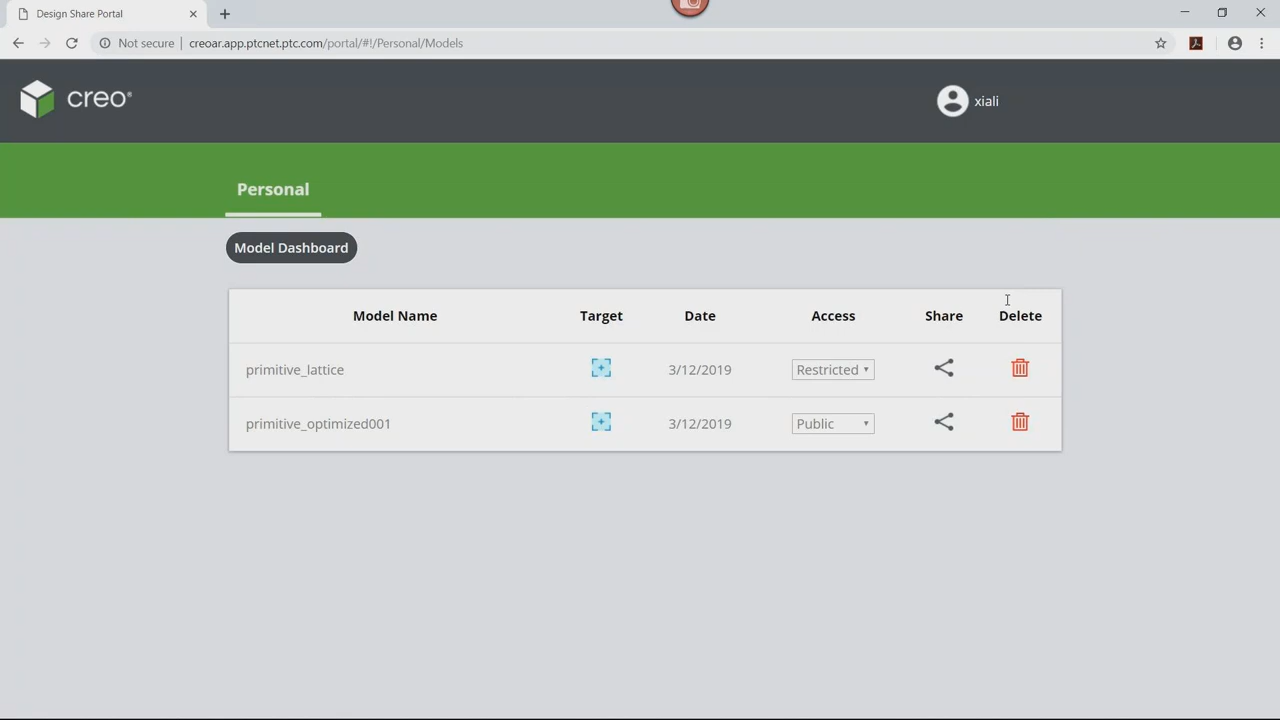 Design Share Portal
Not secure | creoar.app.ptcnet.ptc.com/portal/#!/Personal/Models
creo®
xiali
Personal
Model Dashboard
Model Name Target Date Access Share Delete
primitive_lattice 3/12/2019 Restricted
primitive_optimized001 3/12/2019 Public